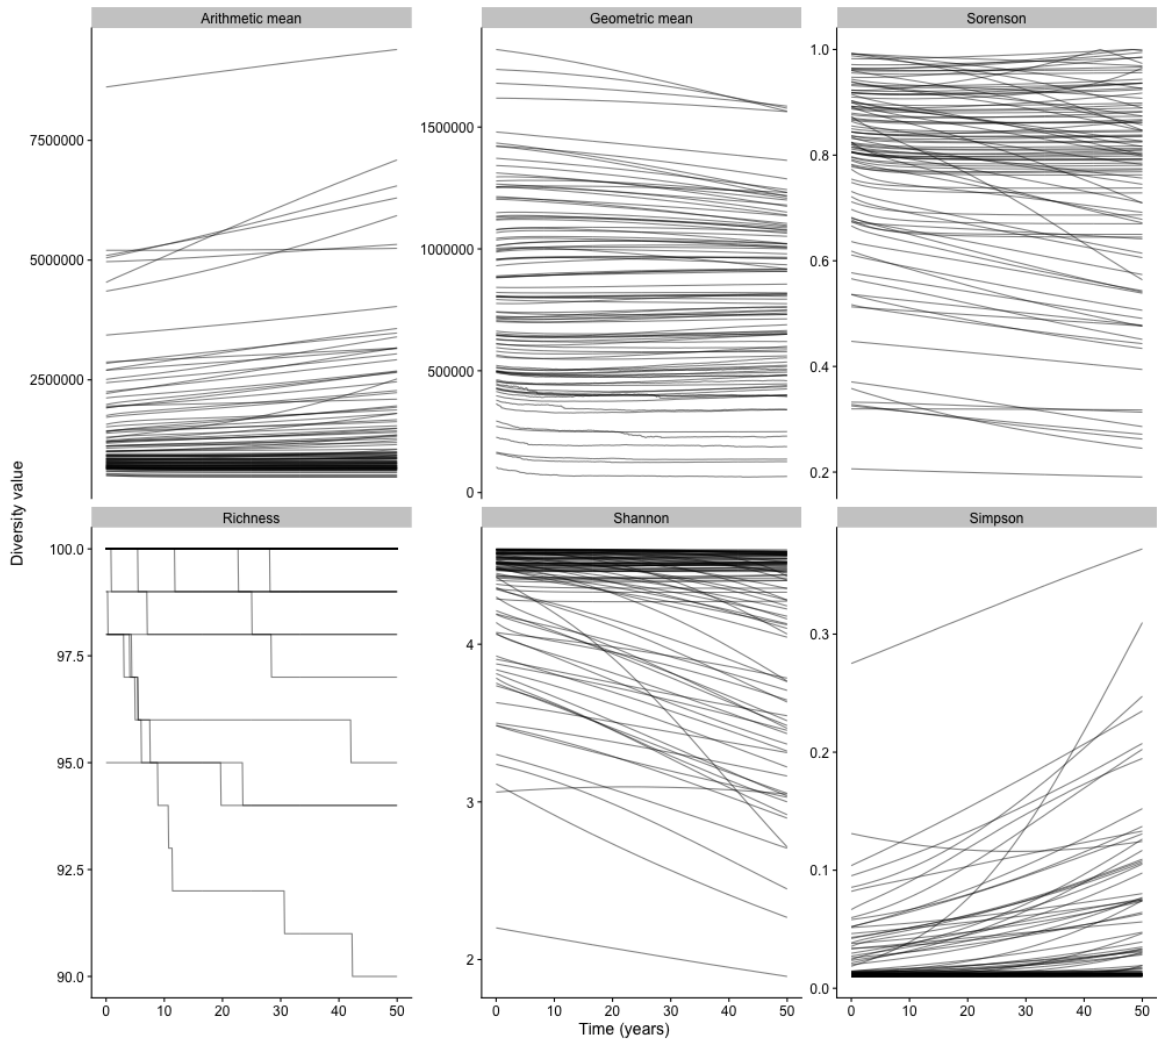 Arithmetic mean
Geometric mean
Sorenson
7500000
5000000
2500000
1500000
1000000
500000
0
1.0
0.8
0.6
0.4
0.2
Diversity value
Richness
Shannon
Simpson
100.0
97.5
95.0
92.5
90.0
4
3
2
0.3
0.2
0.1
0.0
0 10 20 30 40 50
0 10 20 30 40 50
0 10 20 30 40 50
Time (years)